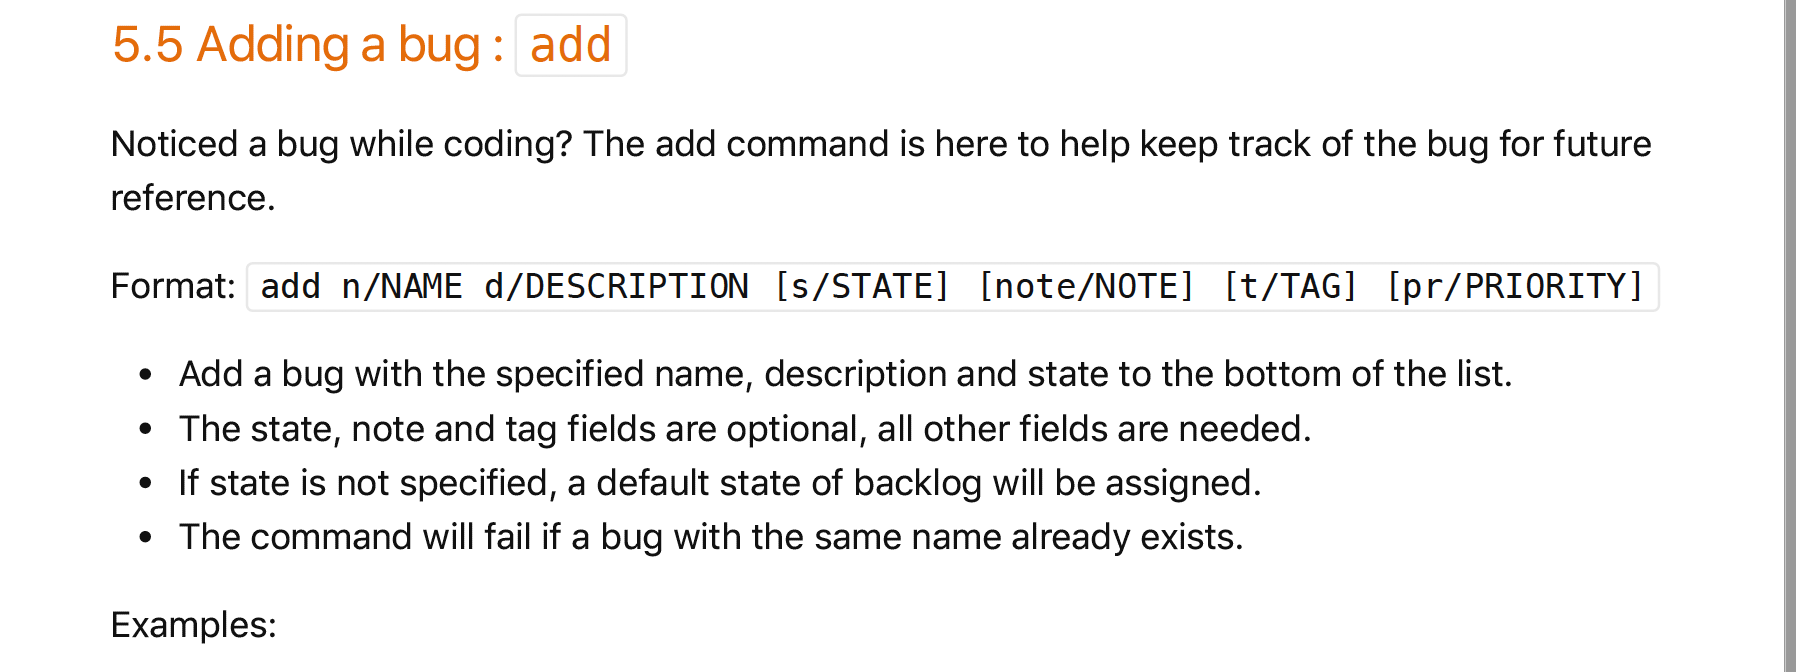 5.5 Adding a bug : add
Noticed a bug while coding? The add command is here to help keep track of the bug for future
reference.
Format: add n/NAME d/DESCRIPTION [s/STATE] [note/NOTE] [t/TAG] [pr/PRIORITY]
• Add a bug with the specified name, description and state to the bottom of the list.
• The state, note and tag fields are optional, all other fields are needed.
• If state is not specified, a default state of backlog will be assigned.
• The command will fail if a bug with the same name already exists.
Examples: